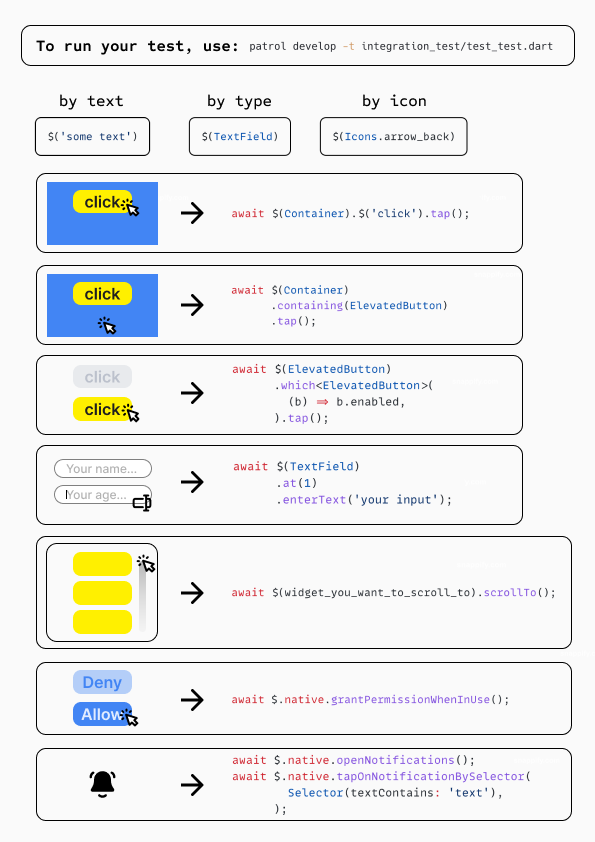 To run your test, use: patrol develop -t integration_test/test_test.dart
by text
by type
by icon
$('some text')
$(TextField)
$(Icons.arrow_back)
click
await $(Container).$('click').tap();
click
await $(Container)
.containing(ElevatedButton)
.tap();
click
click
await $(ElevatedButton)
.which<ElevatedButton>(
(b) => b.enabled,
).tap();
Your name...
Your age...
await $(TextField)
.at(1)
.enterText('your input');
await $(widget_you_want_to_scroll_to).scrollTo();
Deny
Allow
await $.native.grantPermissionWhenInUse();
await $.native.openNotifications();
await $.native.tapOnNotificationBySelector(
Selector(textContains: 'text'),
);